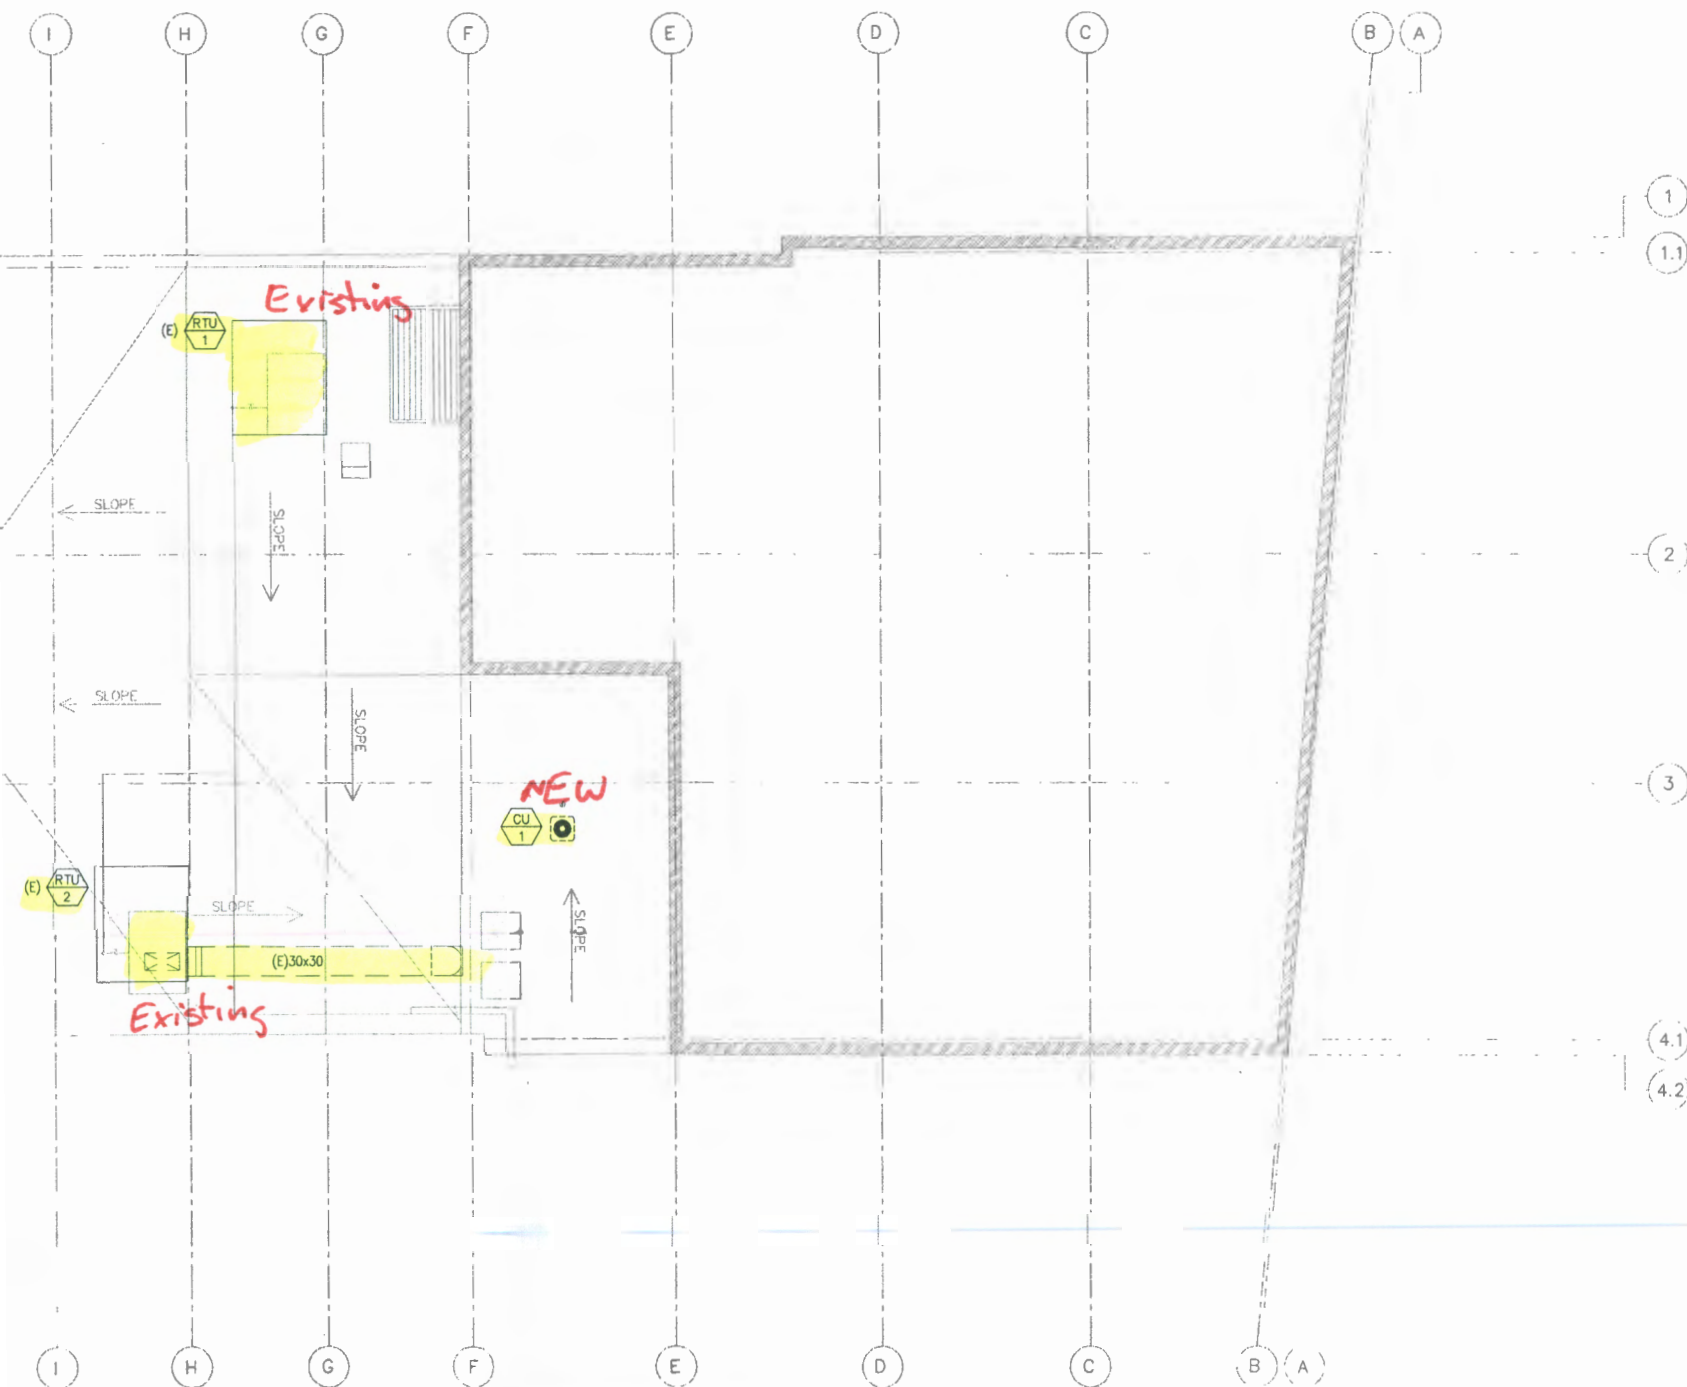 I H G F E D C B A
1
1.1
Existing
(E) RTU
1
SLOPE
SLOPE
2
SLOPE
SLOPE
NEW
3
CU
1
(E) RTU
2
SLOPE
SLOPE
(E)30x30
Existing
4.1
4.2
I H G F E D C B A